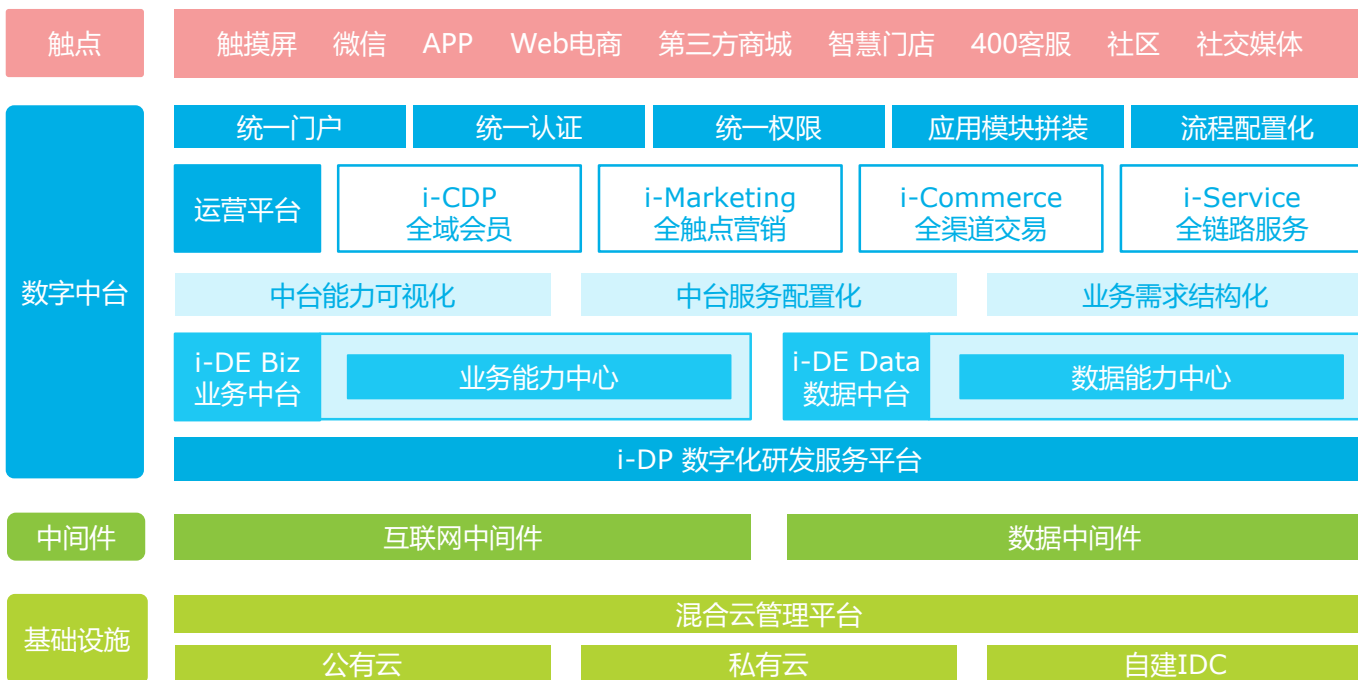 触点
触摸屏 微信 APP Web电商 第三方商城 智慧门店 400客服 社区 社交媒体
数字中台
统一门户 统一认证 统一权限 应用模块拼装 流程配置化
运营平台
i-CDP
全域会员
i-Marketing
全触点营销
i-Commerce
全渠道交易
i-Service
全链路服务
中台能力可视化 中台服务配置化 业务需求结构化
i-DE Biz
业务中台
业务能力中心
i-DE Data
数据中台
数据能力中心
i-DP 数字化研发服务平台
中间件
互联网中间件 数据中间件
基础设施
混合云管理平台
公有云 私有云 自建IDC